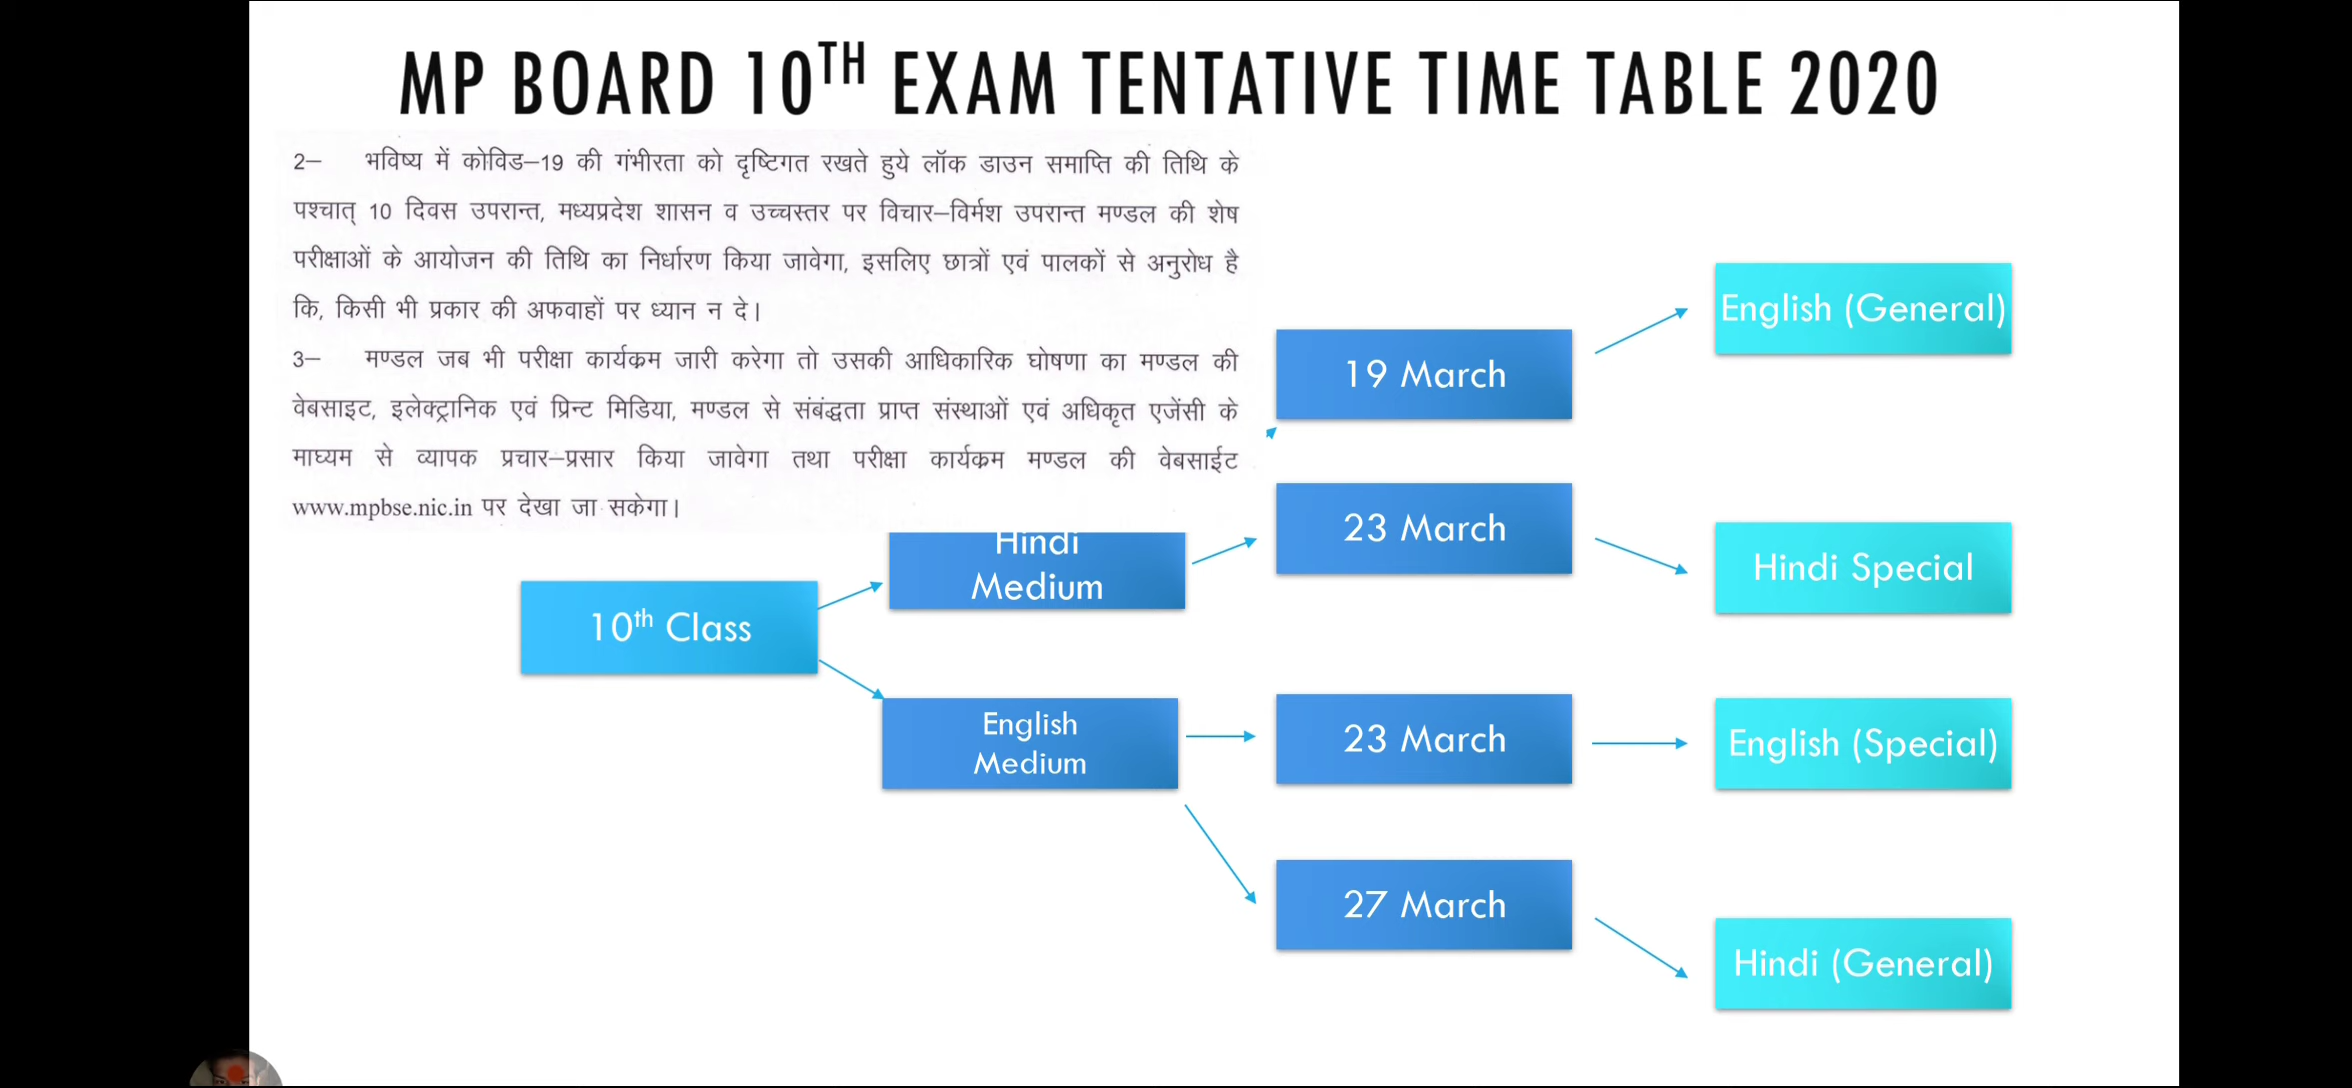 MP BOARD 10TH EXAM TENTATIVE TIME TABLE 2020
2– भविष्य में कोविड–19 की गंभीरता को दृष्टिगत रखते हुये लॉक डाउन समाप्ति की तिथि के
पश्चात् 10 दिवस उपरान्त, मध्यप्रदेश शासन व उच्चस्तर पर विचार–विर्मश उपरान्त मण्डल की शेष
परीक्षाओं के आयोजन की तिथि का निर्धारण किया जावेगा, इसलिए छात्रों एवं पालकों से अनुरोध है
कि, किसी भी प्रकार की अफवाहों पर ध्यान न दे।
3– मण्डल जब भी परीक्षा कार्यक्रम जारी करेगा तो उसकी आधिकारिक घोषणा का मण्डल की
वेबसाइट, इलेक्ट्रानिक एवं प्रिन्ट मिडिया, मण्डल से संबंद्धता प्राप्त संस्थाओं एवं अधिकृत एजेंसी के
माघ्यम से व्यापक प्रचार–प्रसार किया जावेगा तथा परीक्षा कार्यक्रम मण्डल की वेबसाईट
www.mpbse.nic.in पर देखा जा सकेगा।
10th Class
Hindi
Medium
19 March
English (General)
23 March
Hindi Special
English
Medium
23 March
English (Special)
27 March
Hindi (General)